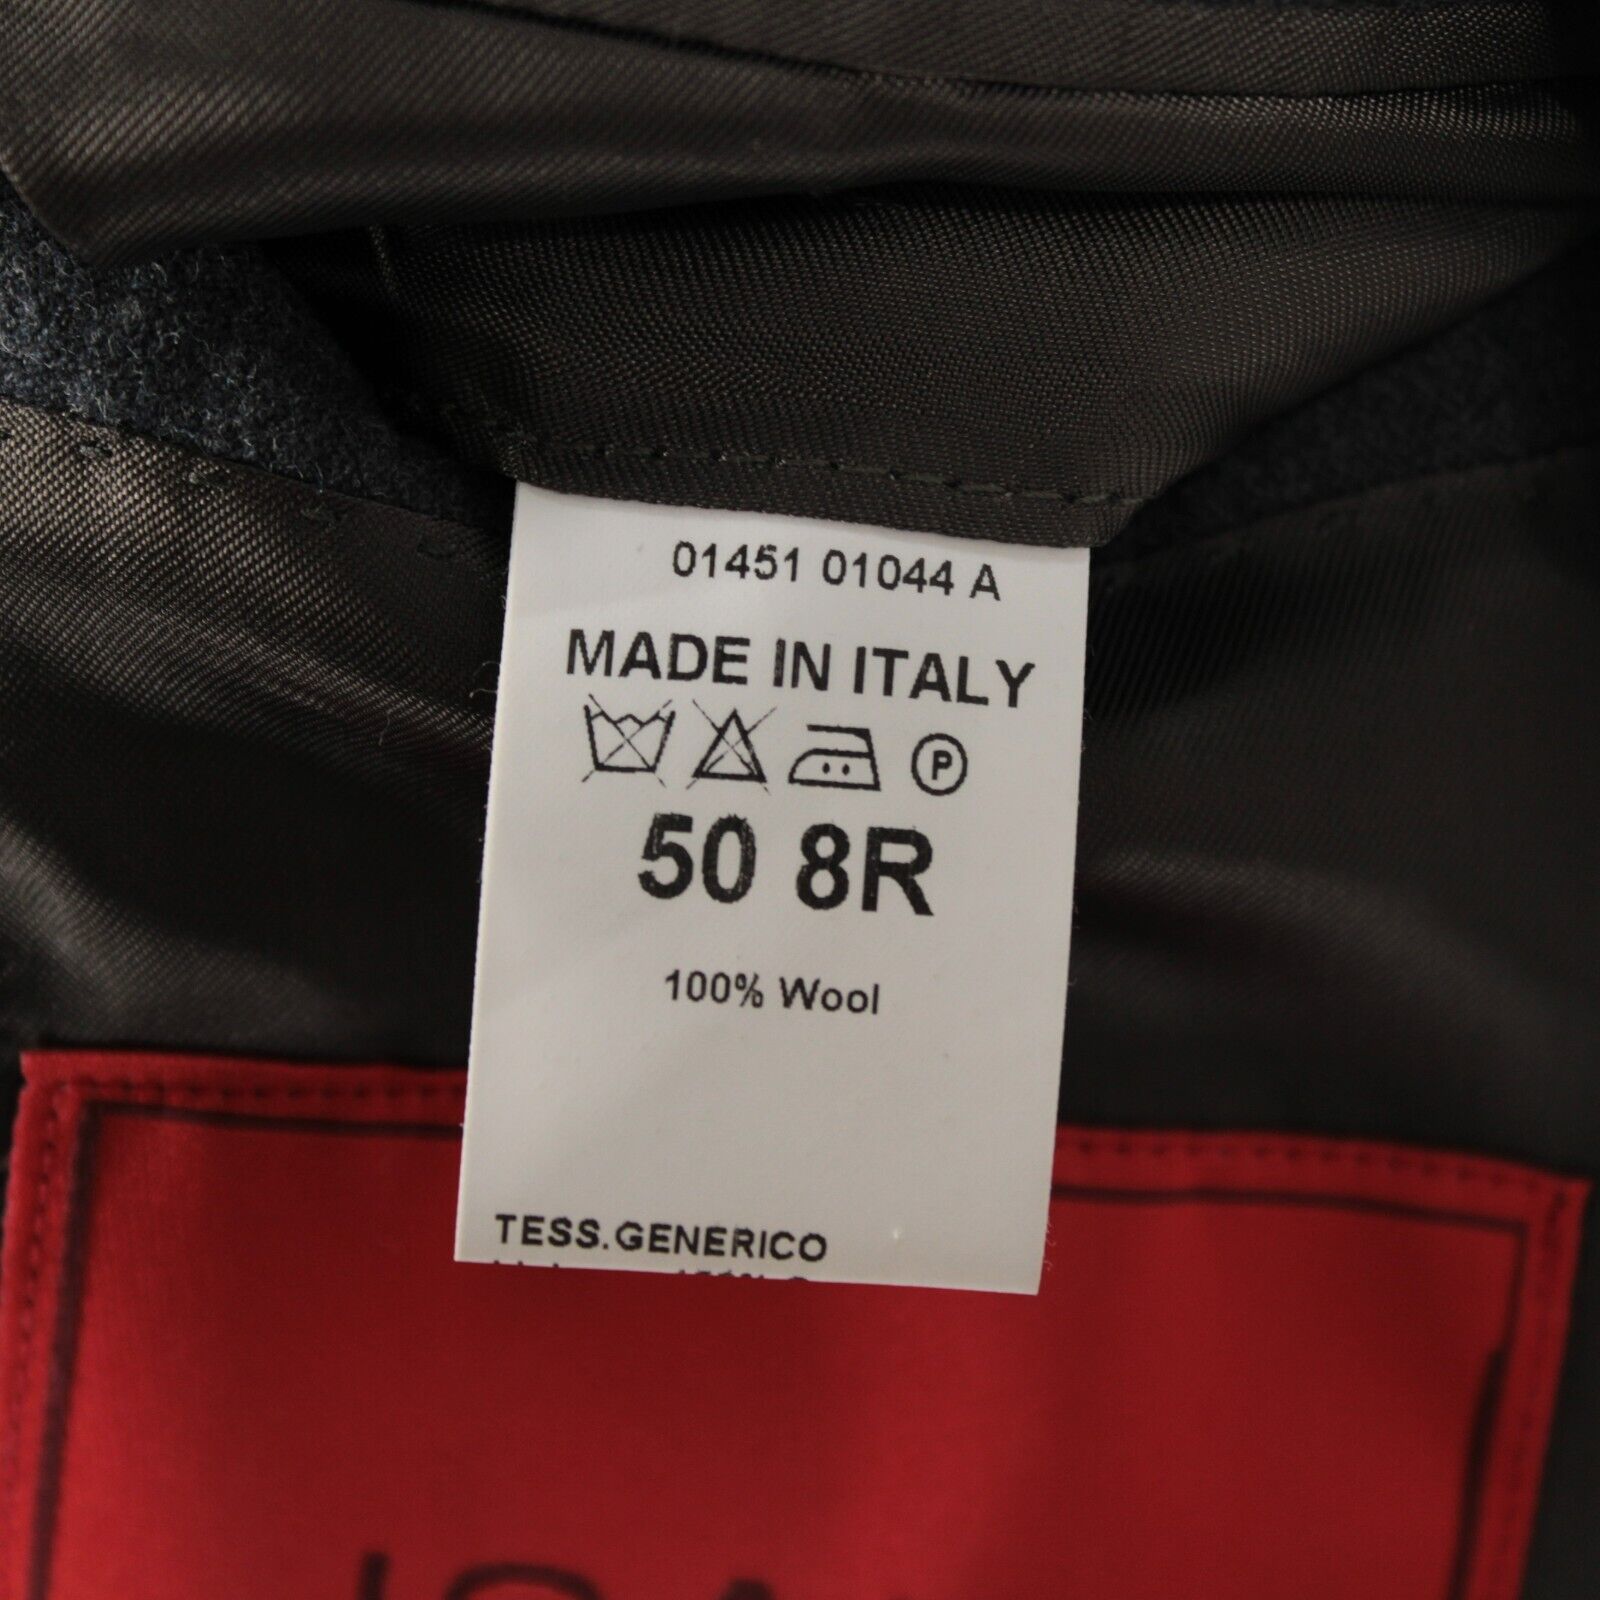 01451 01044 A
MADE IN ITALY
P
50 8R
100% Wool
TESS.GENERICO